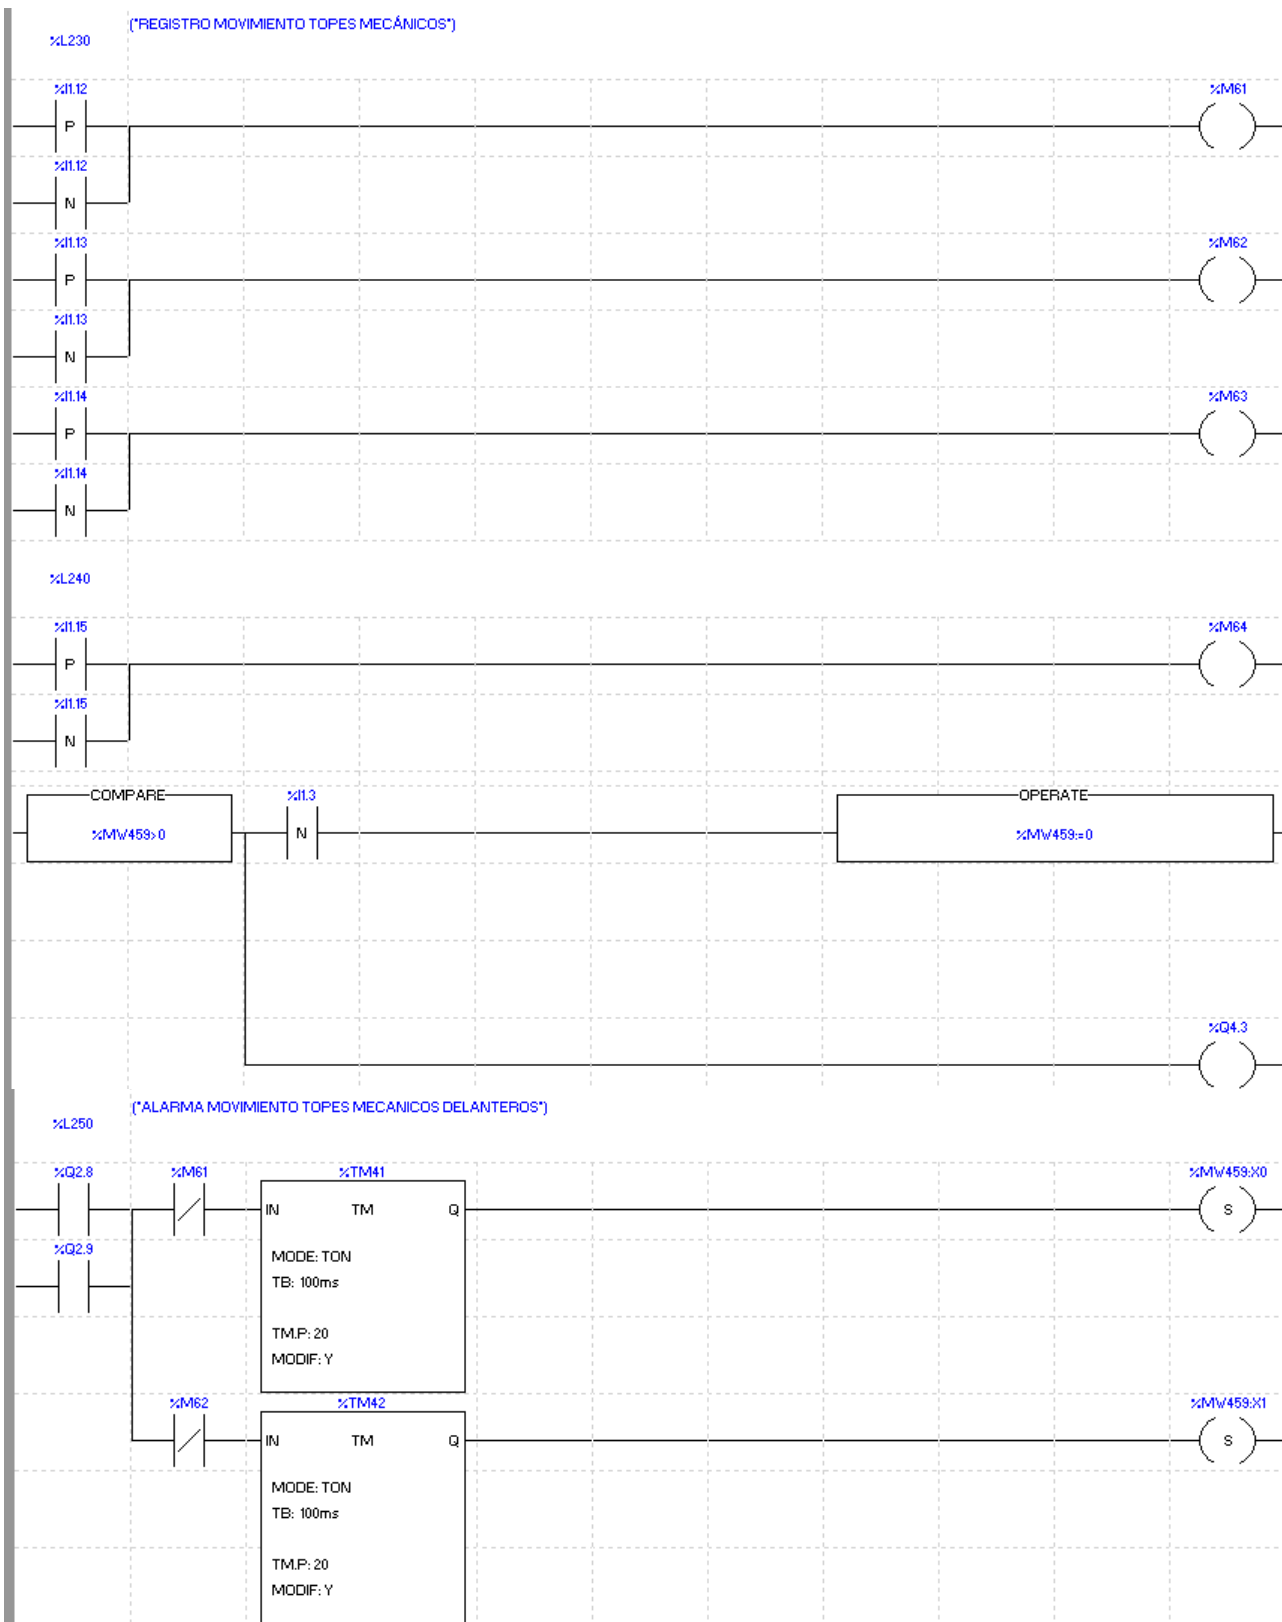 ("REGISTRO MOVIMIENTO TOPES MECÁNICOS")
%L230
%I1.12 %M61
P
%I1.12
N
%I1.13 %M62
P
%I1.13
N
%I1.14 %M63
P
%I1.14
N
%L240
%I1.15 %M64
P
%I1.15
N
COMPARE %I1.3 OPERATE
%MW459>0 N %MW459:=0
%Q4.3
("ALARMA MOVIMIENTO TOPES MECANICOS DELANTEROS")
%L250
%Q2.8 %M61 %TM41 %MW459:X0
IN TM Q S
%Q2.9
MODE: TON
TB: 100ms
TM.P: 20
MODIF: Y
%M62 %TM42 %MW459:X1
IN TM Q S
MODE: TON
TB: 100ms
TM.P: 20
MODIF: Y